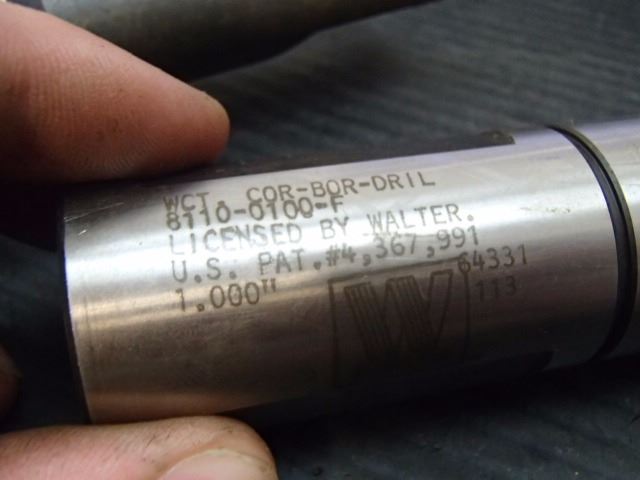 WCT. COR-BOR-DRIL
8110-0100-F
LICENSED BY WALTER.
U.S. PAT.#4,367,991
1.000"
W
64331
113